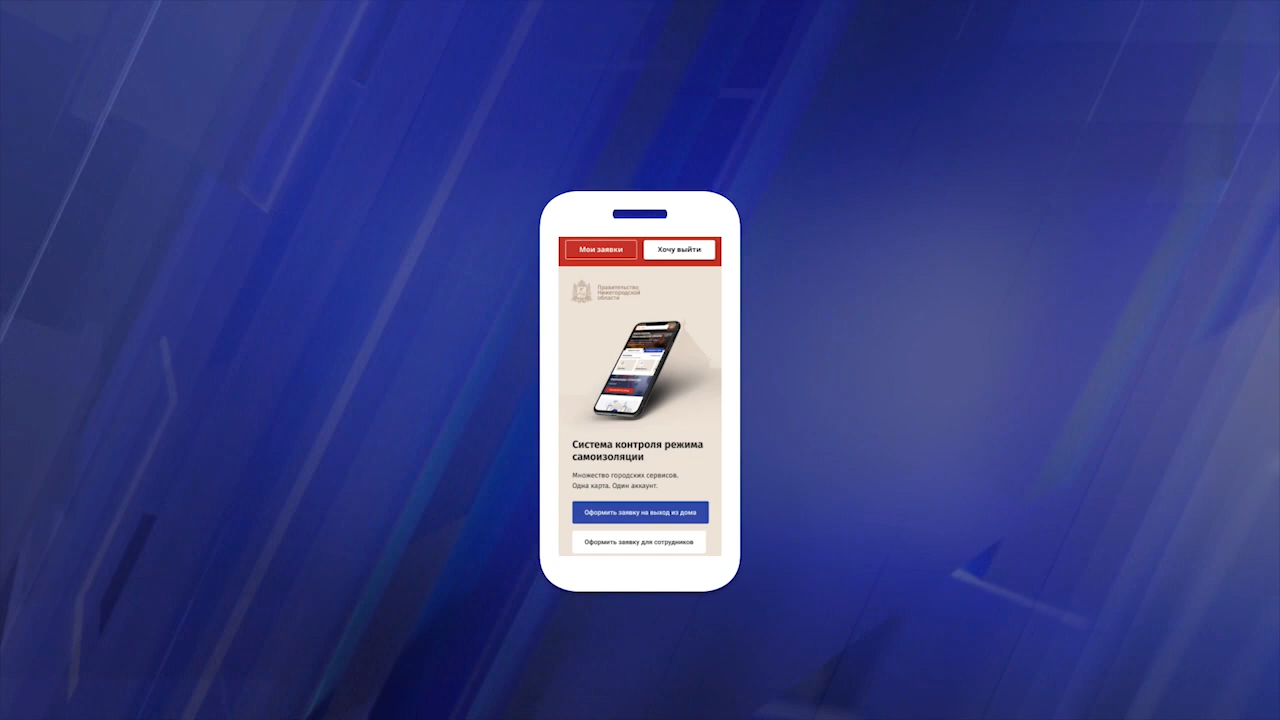 Мои заявки
Хочу выйти
Правительство
Нижегородской
области
Система контроля режима
самоизоляции
Множество городских сервисов.
Одна карта. Один аккаунт.
Оформить заявку на выход из дома
Оформить заявку для сотрудников